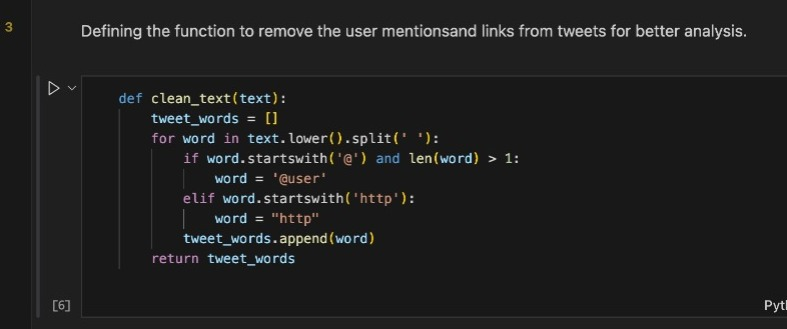 3
Defining the function to remove the user mentionsand links from tweets for better analysis.
def clean_text(text):
    tweet_words = []
    for word in text.lower().split(' '):
        if word.startswith('@') and len(word) > 1:
            word = '@user'
        elif word.startswith('http'):
            word = "http"
        tweet_words.append(word)
    return tweet_words
[6]
Pyt